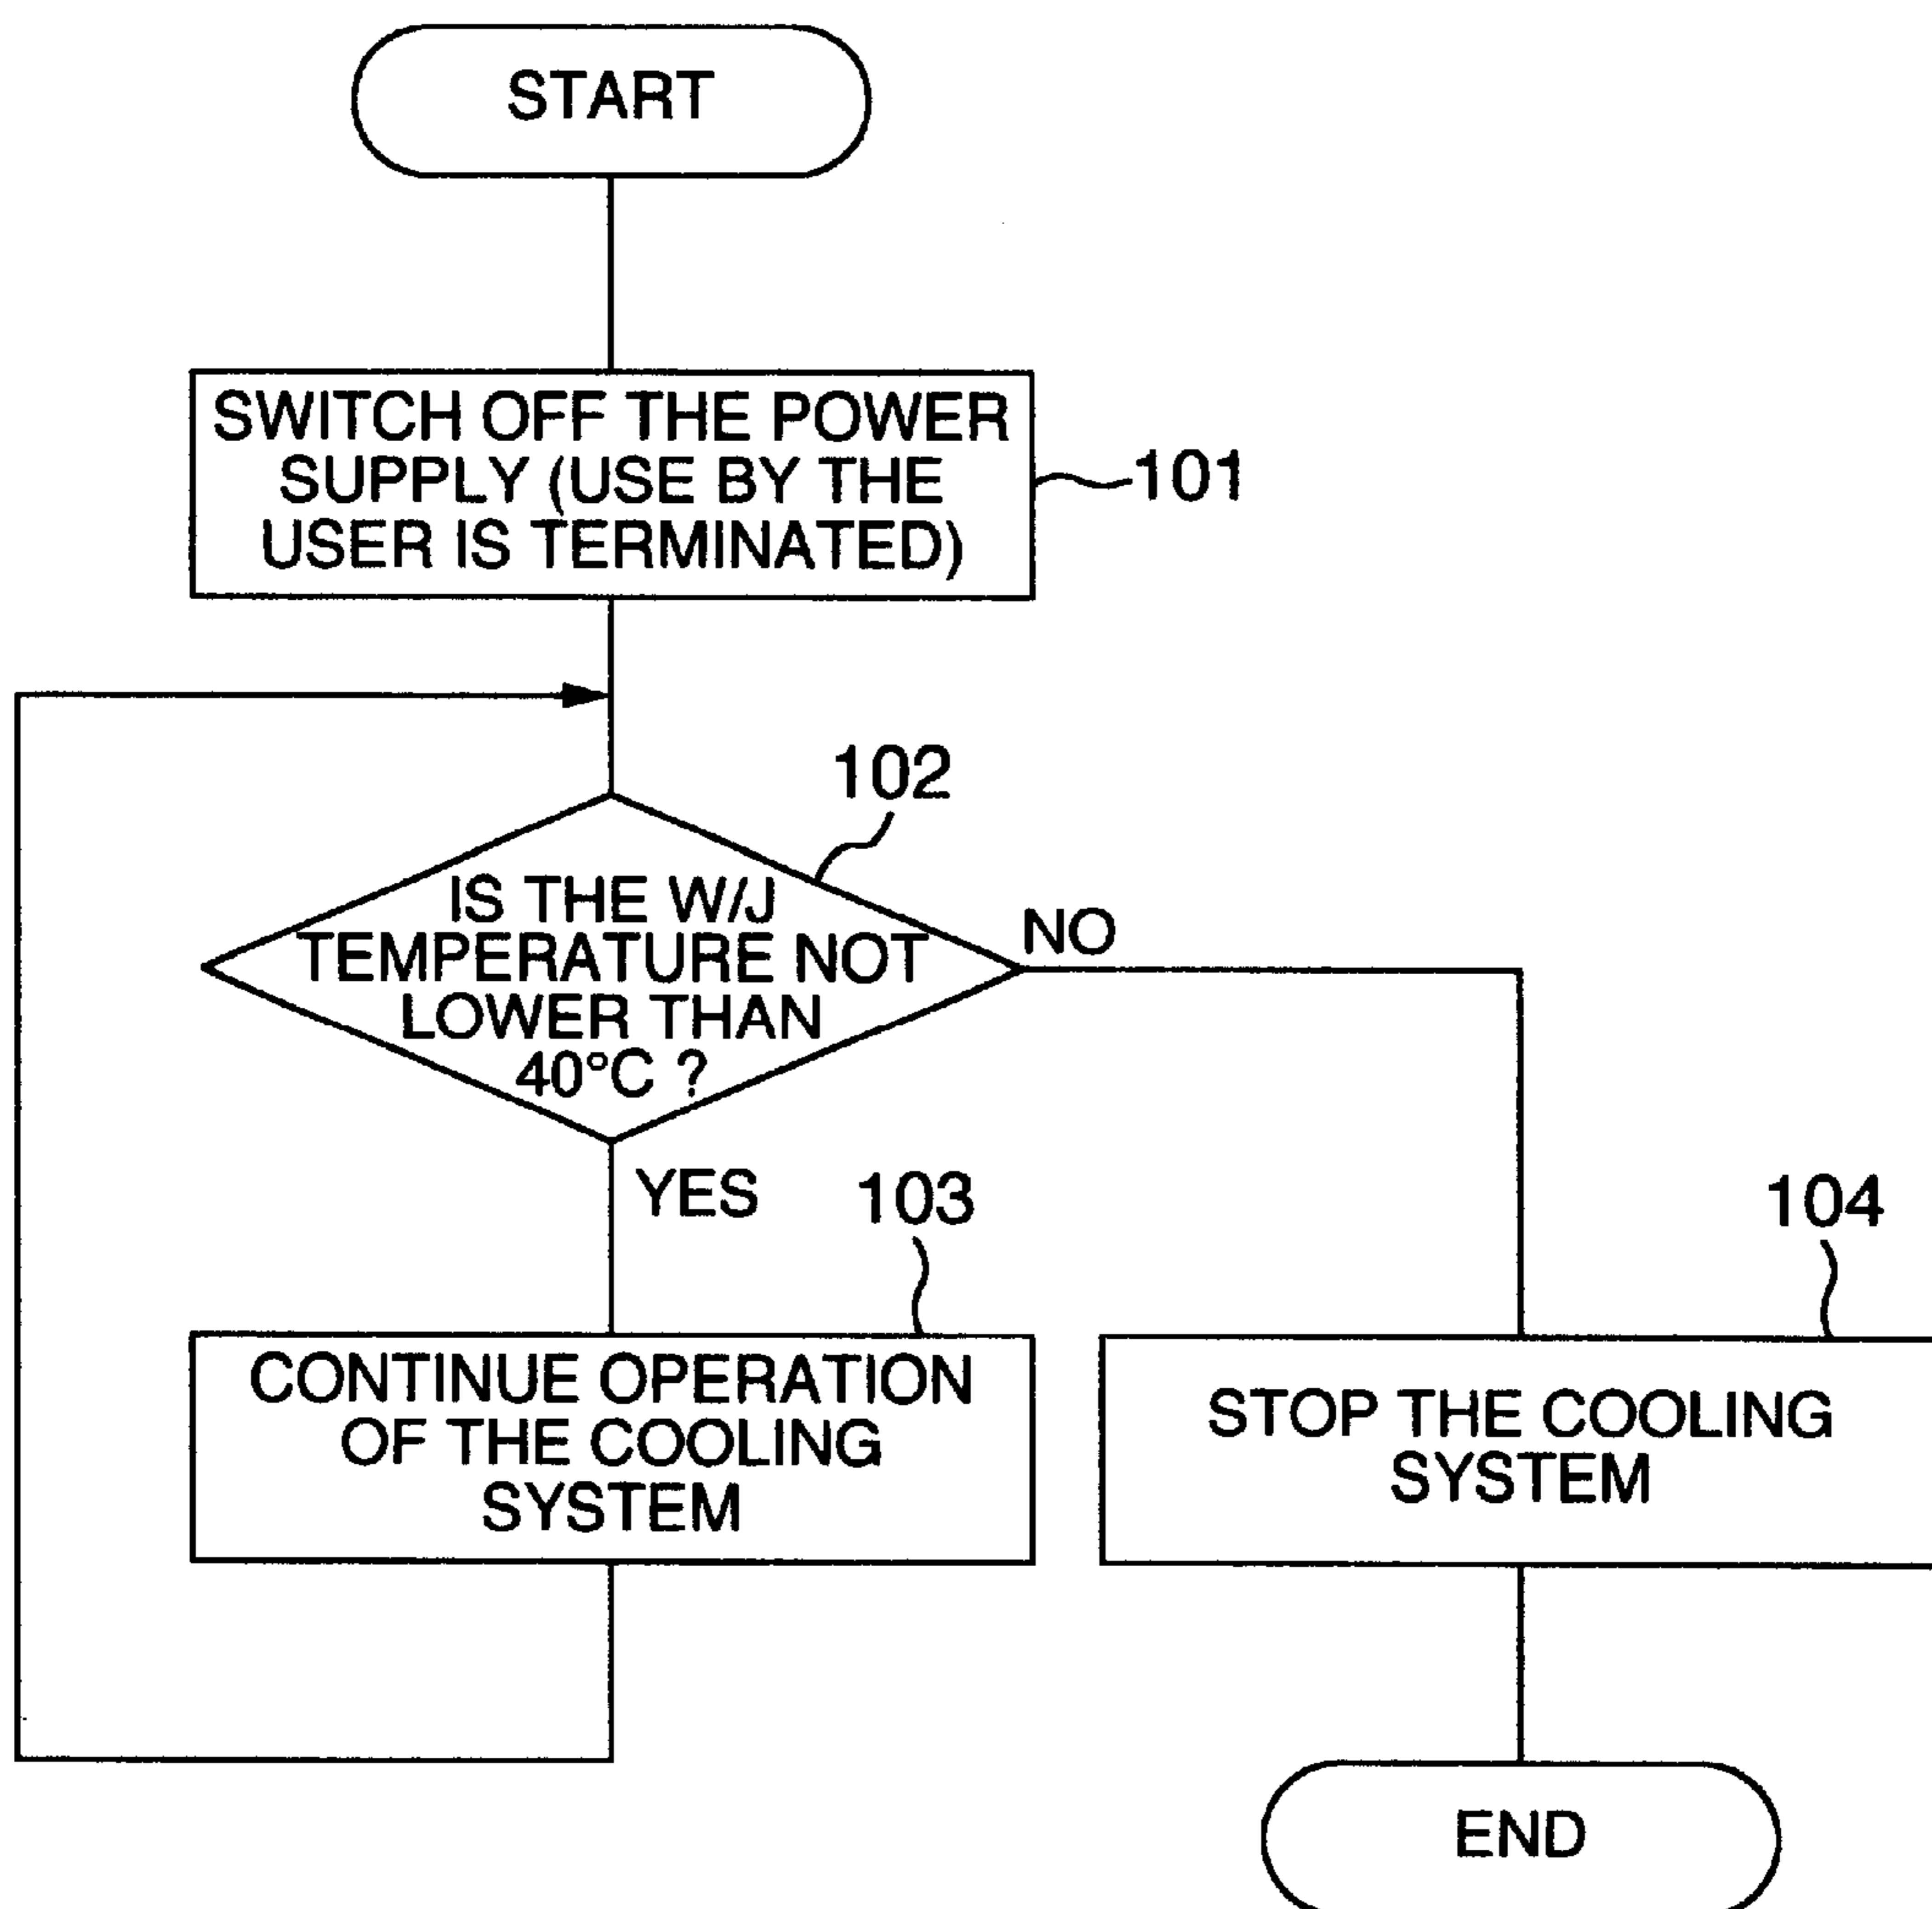 START
SWITCH OFF THE POWER
SUPPLY (USE BY THE
USER IS TERMINATED)
101
102
IS THE W/J
TEMPERATURE NOT
LOWER THAN
40°C ?
NO
YES
103
CONTINUE OPERATION
OF THE COOLING
SYSTEM
104
STOP THE COOLING
SYSTEM
END